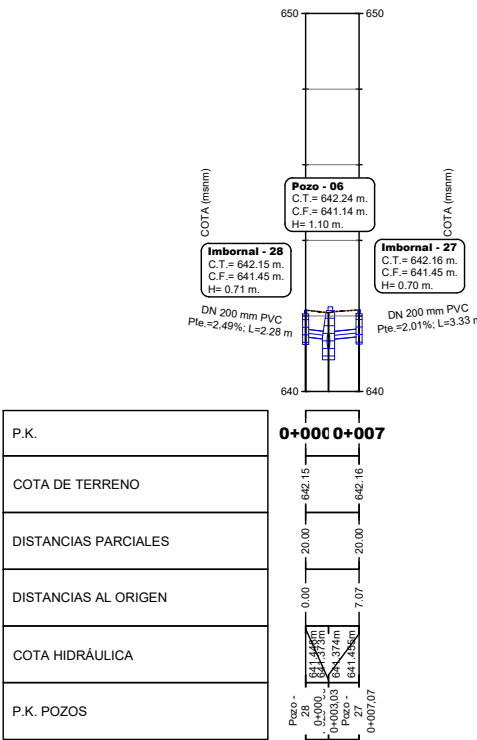 650
650
COTA (msnm)
COTA (msnm)
Pozo - 06
C.T.= 642.24 m.
C.F.= 641.14 m.
H= 1.10 m.
Imbornal - 28
C.T.= 642.15 m.
C.F.= 641.45 m.
H= 0.71 m.
Imbornal - 27
C.T.= 642.16 m.
C.F.= 641.45 m.
H= 0.70 m.
DN 200 mm PVC
Pte.=2,49%; L=2.28 m
DN 200 mm PVC
Pte.=2,01%; L=3.33 m
640
640
P.K.
0+000
0+007
COTA DE TERRENO
642.15
642.16
DISTANCIAS PARCIALES
20.00
20.00
DISTANCIAS AL ORIGEN
0.00
7.07
COTA HIDRÁULICA
641.373m
641.374m
P.K. POZOS
Pozo -
28
0+000
0+003,03
Pozo -
27
0+007,07